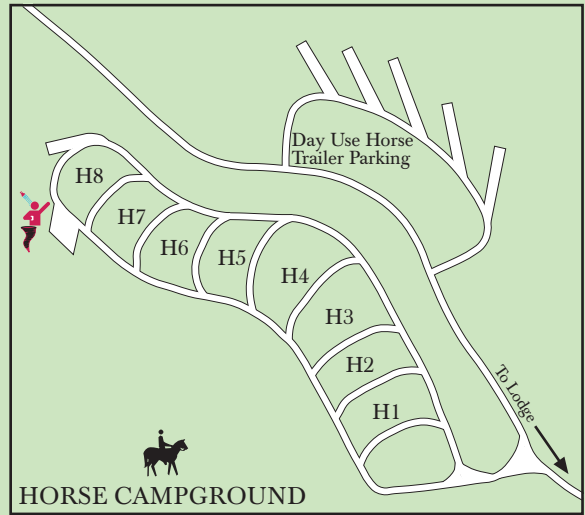 Day Use Horse
Trailer Parking
H8
H7
H6
H5
H4
H3
H2
H1
To Lodge
HORSE CAMPGROUND